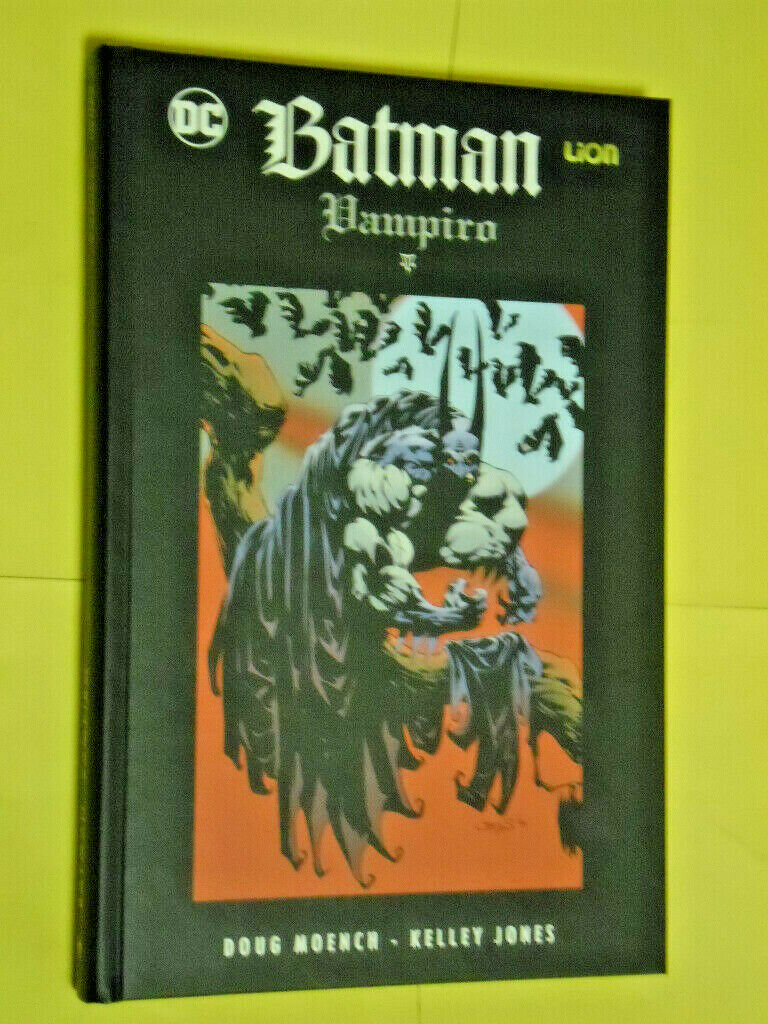 DC
Batman
LION
Vampiro
DOUG MOENCH - KELLEY JONES